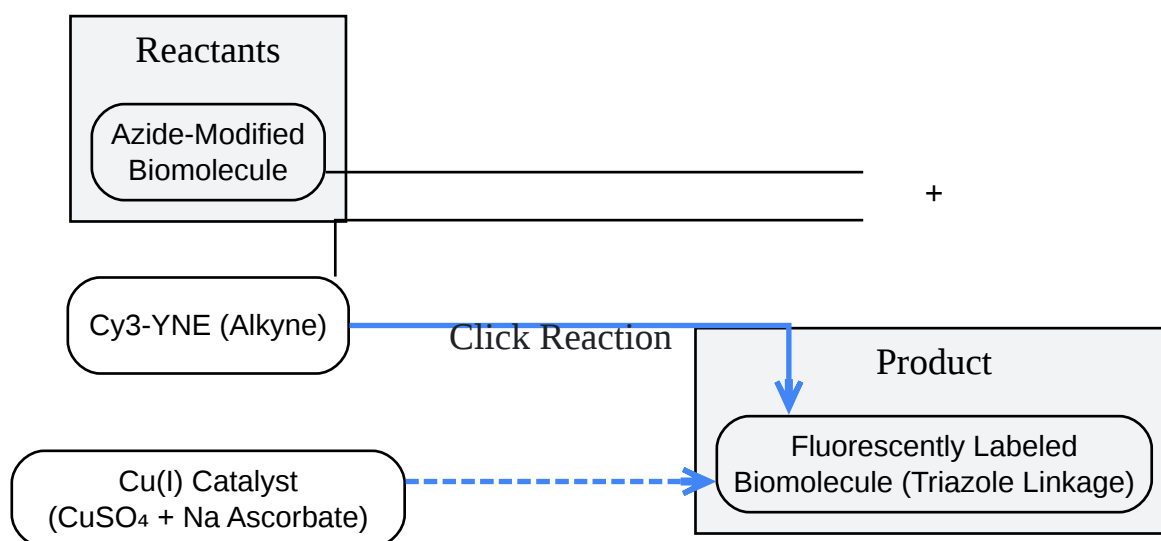 Reactants
Azide-Modified
Biomolecule
+
Cy3-YNE (Alkyne)
Click Reaction
Product
Fluorescently Labeled
Biomolecule (Triazole Linkage)
Cu(I) Catalyst
(CuSO₄ + Na Ascorbate)